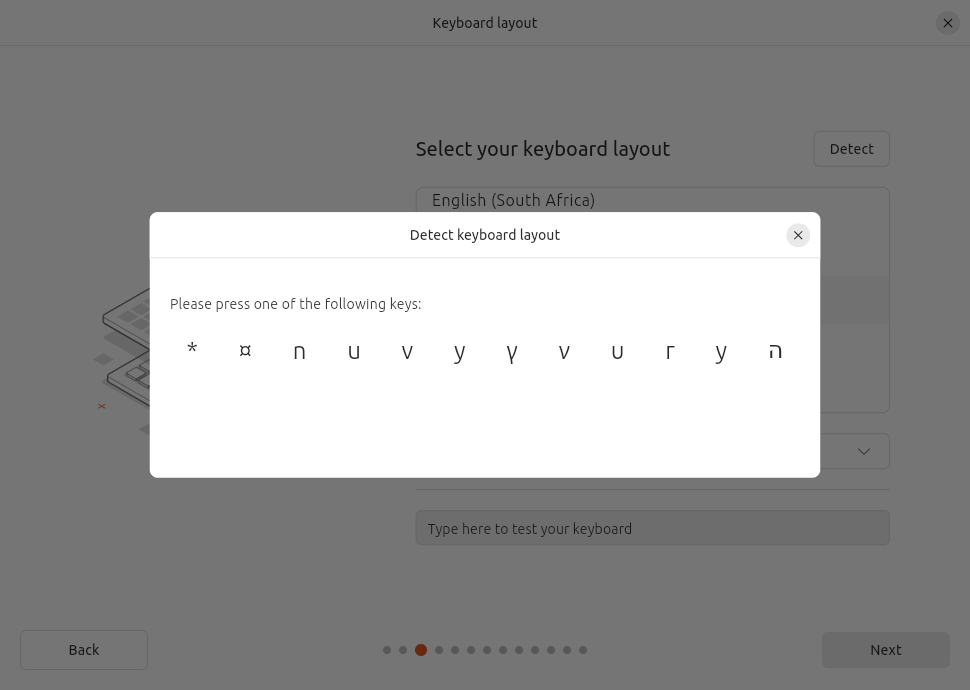 Keyboard layout
Select your keyboard layout
Detect
English (South Africa)
Detect keyboard layout
Please press one of the following keys:
* ¤ п u v y γ v u г y ה
Type here to test your keyboard
Back
Next